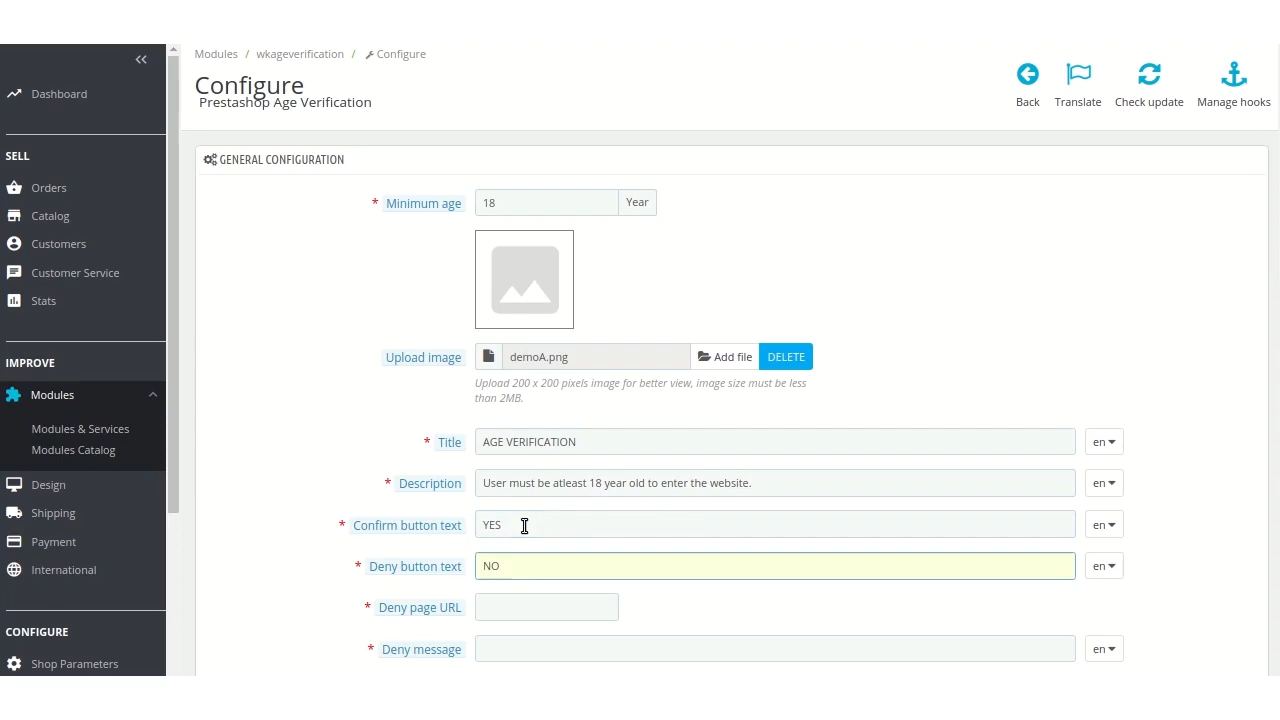 Modules / wkageverification / Configure
Configure
Prestashop Age Verification
Back
Translate
Check update
Manage hooks
Dashboard
SELL
Orders
Catalog
Customers
Customer Service
Stats
IMPROVE
Modules
Modules & Services
Modules Catalog
Design
Shipping
Payment
International
CONFIGURE
Shop Parameters
GENERAL CONFIGURATION
* Minimum age 18 Year
Upload image demoA.png Add file DELETE
Upload 200 x 200 pixels image for better view, image size must be less
than 2MB.
* Title AGE VERIFICATION en
* Description User must be atleast 18 year old to enter the website. en
* Confirm button text YES en
* Deny button text NO en
* Deny page URL
* Deny message en